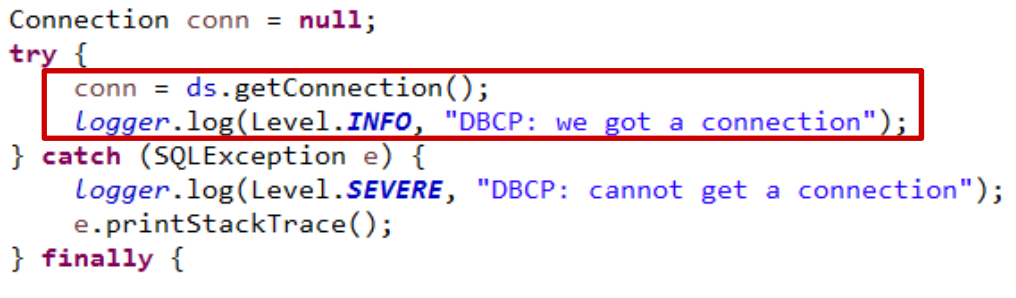 Connection conn = null;
try {
    conn = ds.getConnection();
    logger.log(Level.INFO, "DBCP: we got a connection");
} catch (SQLException e) {
    logger.log(Level.SEVERE, "DBCP: cannot get a connection");
    e.printStackTrace();
} finally {